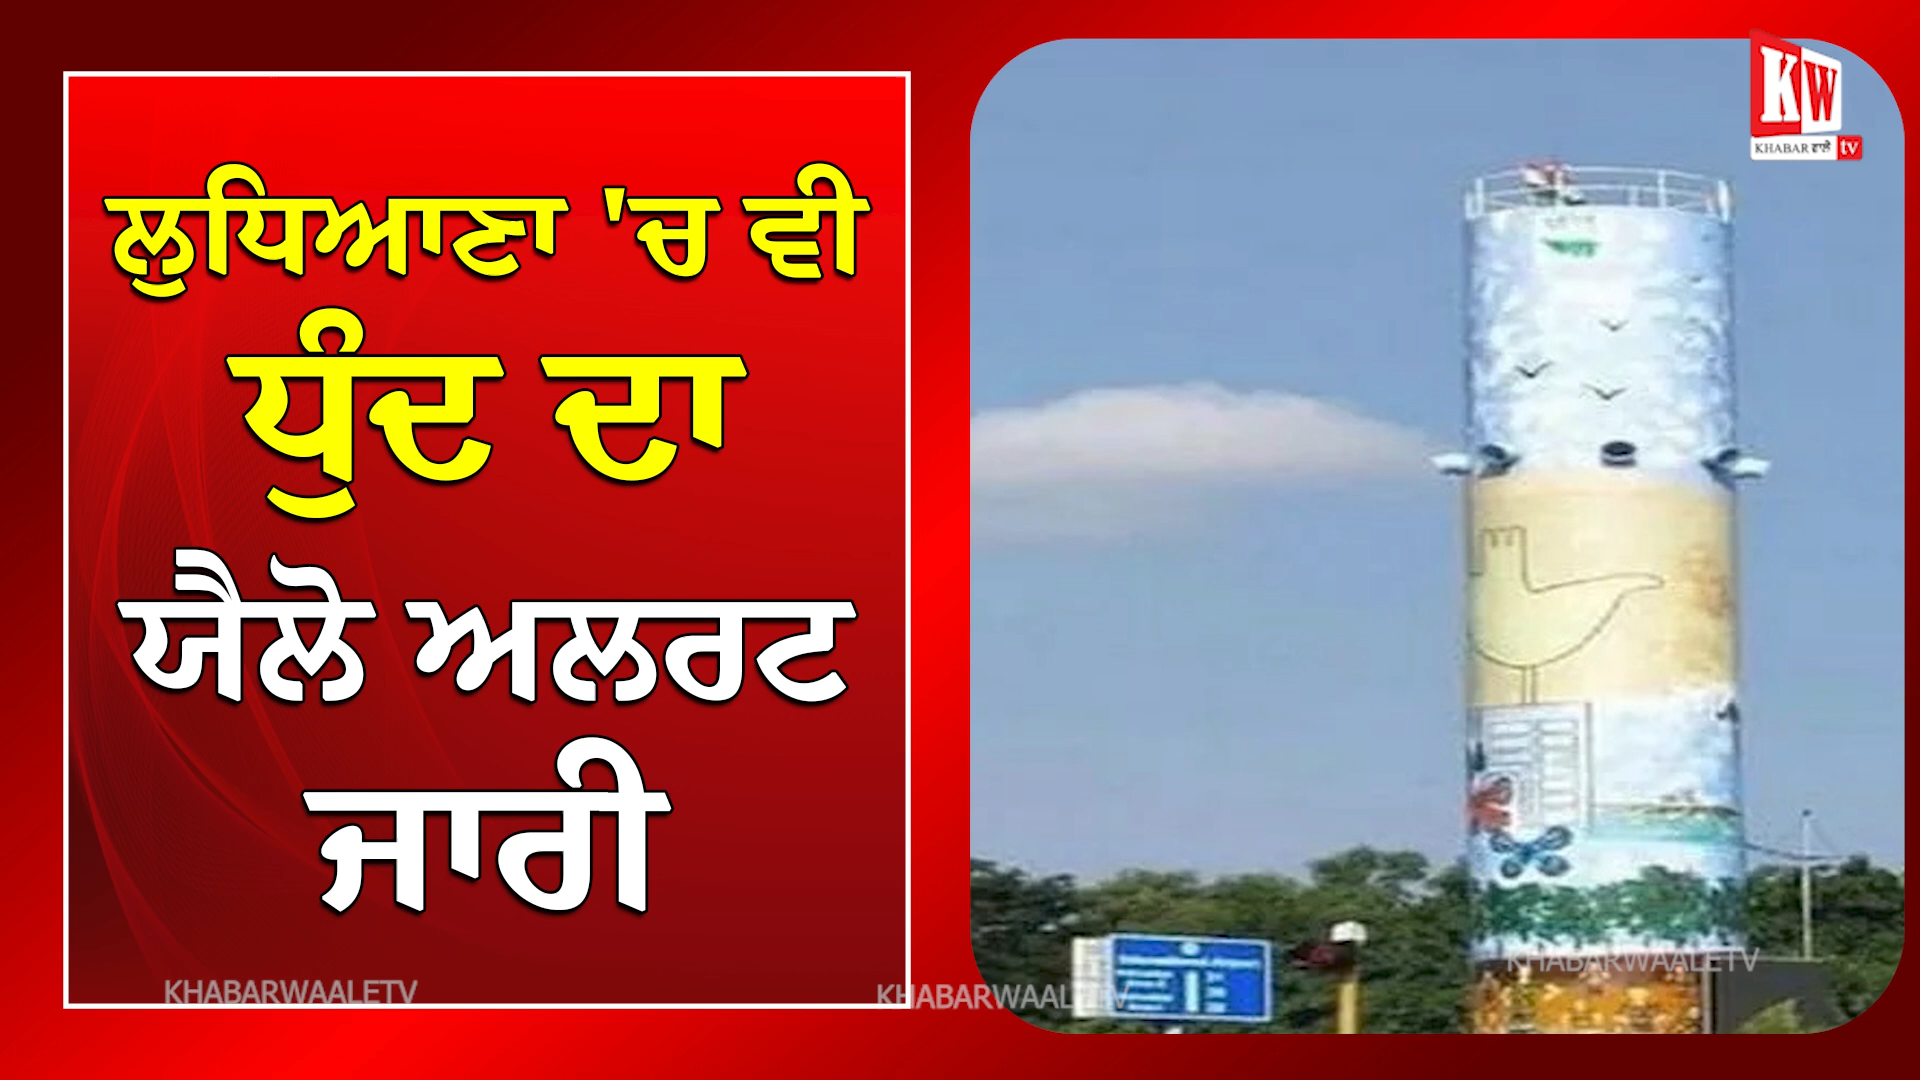 KW
KHABAR ਵਾਲੇ tv
ਲੁਧਿਆਣਾ 'ਚ ਵੀ
ਧੁੰਦ ਦਾ
ਯੈਲੋ ਅਲਰਟ
ਜਾਰੀ
KHABARWAALETV
KHABARWAALETV
KHABARWAALETV